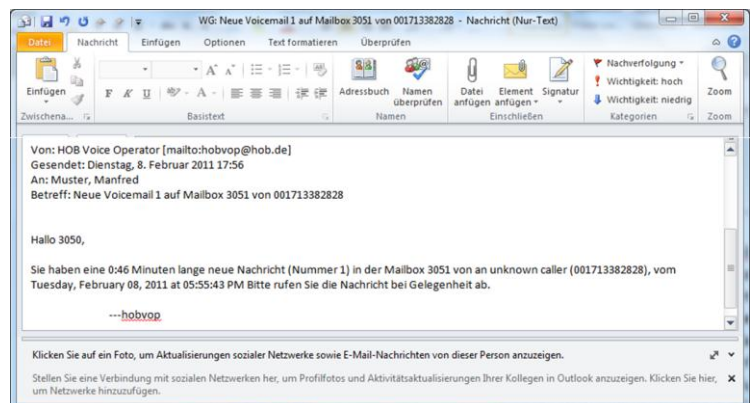 WG: Neue Voicemail 1 auf Mailbox 3051 von 001713382828 - Nachricht (Nur-Text)
Datei Nachricht Einfügen Optionen Text formatieren Überprüfen
Einfügen
F K U
A A A
Adressbuch Namen überprüfen
Datei anfügen Element anfügen Signatur
Nachverfolgung
Wichtigkeit: hoch
Wichtigkeit: niedrig
Zoom
Zwischena... Basistext Namen Einschließen Kategorien Zoom
Von: HOB Voice Operator [mailto:hobvop@hob.de]
Gesendet: Dienstag, 8. Februar 2011 17:56
An: Muster, Manfred
Betreff: Neue Voicemail 1 auf Mailbox 3051 von 001713382828
Hallo 3050,
Sie haben eine 0:46 Minuten lange neue Nachricht (Nummer 1) in der Mailbox 3051 von an unknown caller (001713382828), vom
Tuesday, February 08, 2011 at 05:55:43 PM Bitte rufen Sie die Nachricht bei Gelegenheit ab.
---hobvop
Klicken Sie auf ein Foto, um Aktualisierungen sozialer Netzwerke sowie E-Mail-Nachrichten von dieser Person anzuzeigen.
Stellen Sie eine Verbindung mit sozialen Netzwerken her, um Profilfotos und Aktivitätsaktualisierungen Ihrer Kollegen in Outlook anzuzeigen. Klicken Sie hier,
um Netzwerke hinzuzufügen.